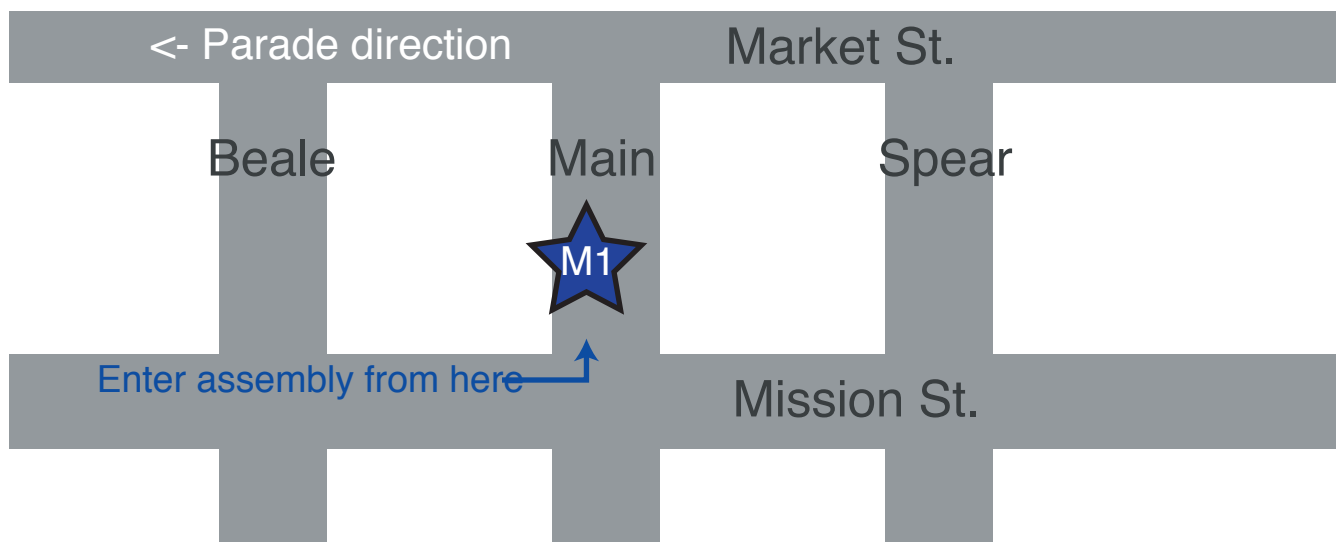 <- Parade direction
Market St.
Beale
Main
Spear
M1
Enter assembly from here
Mission St.